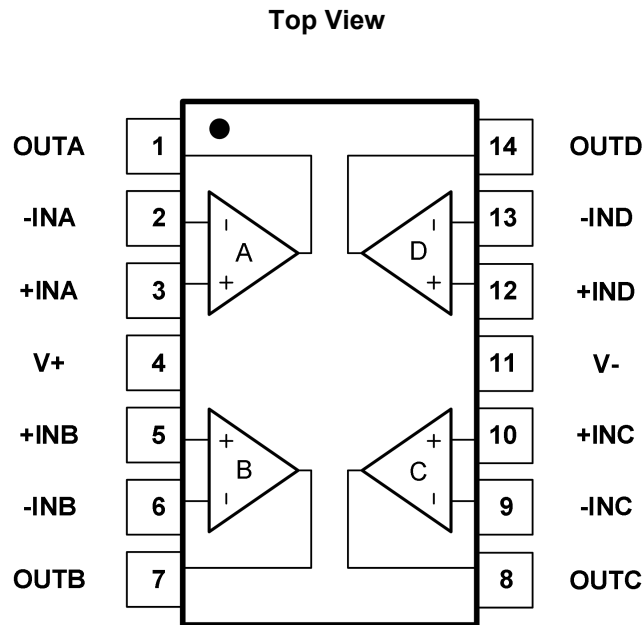 Top View
OUTA 1 14 OUTD
-INA 2 - - 13 -IND
A D
+INA 3 + + 12 +IND
V+ 4 11 V-
+INB 5 + + 10 +INC
B C
-INB 6 - - 9 -INC
OUTB 7 8 OUTC